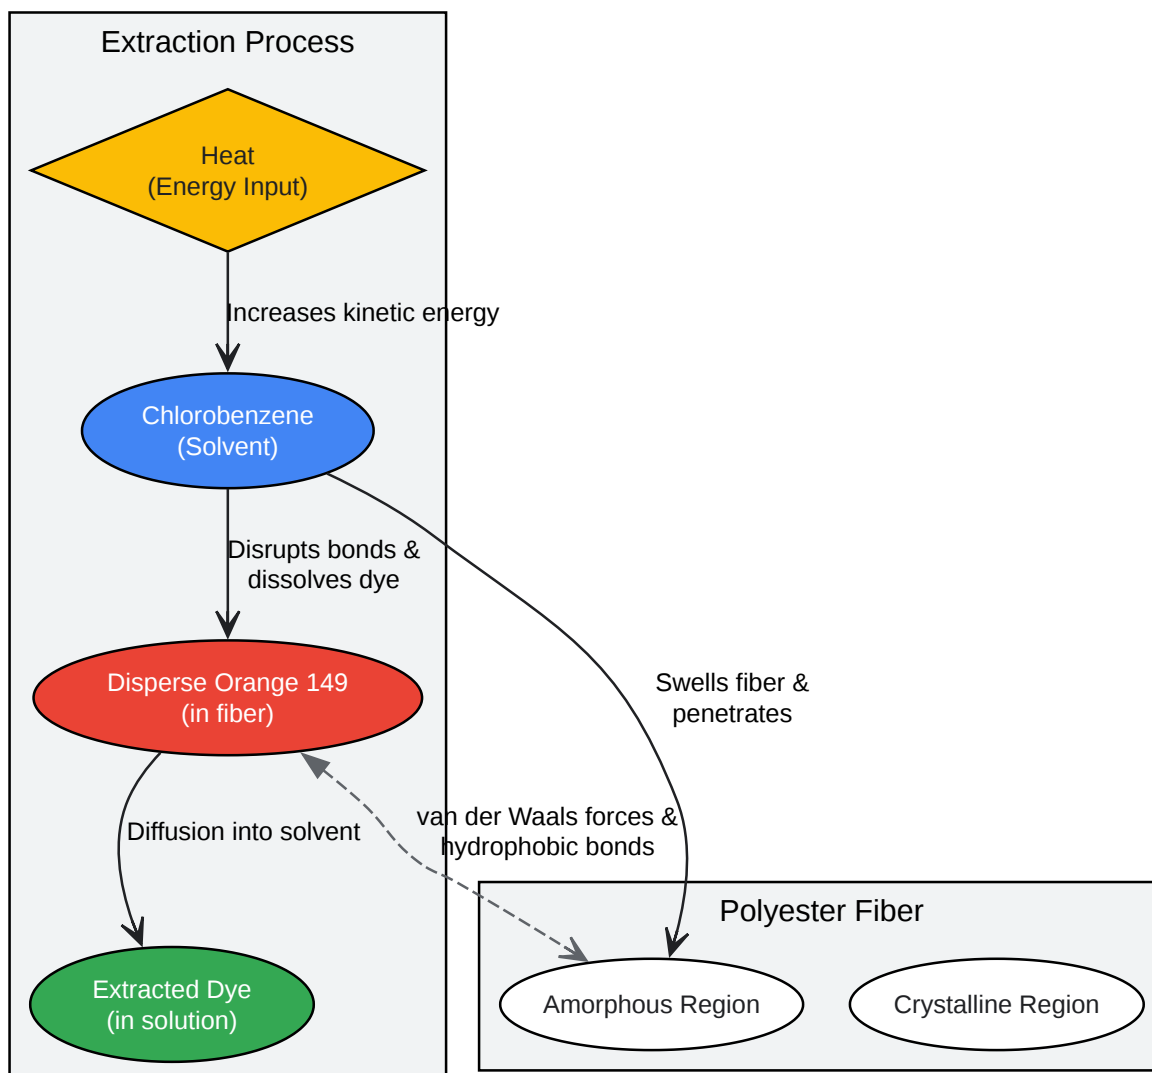 Extraction Process
Heat
(Energy Input)
Increases kinetic energy
Chlorobenzene
(Solvent)
Disrupts bonds &
dissolves dye
Disperse Orange 149
(in fiber)
Swells fiber &
penetrates
van der Waals forces &
hydrophobic bonds
Diffusion into solvent
Polyester Fiber
Extracted Dye
(in solution)
Amorphous Region
Crystalline Region